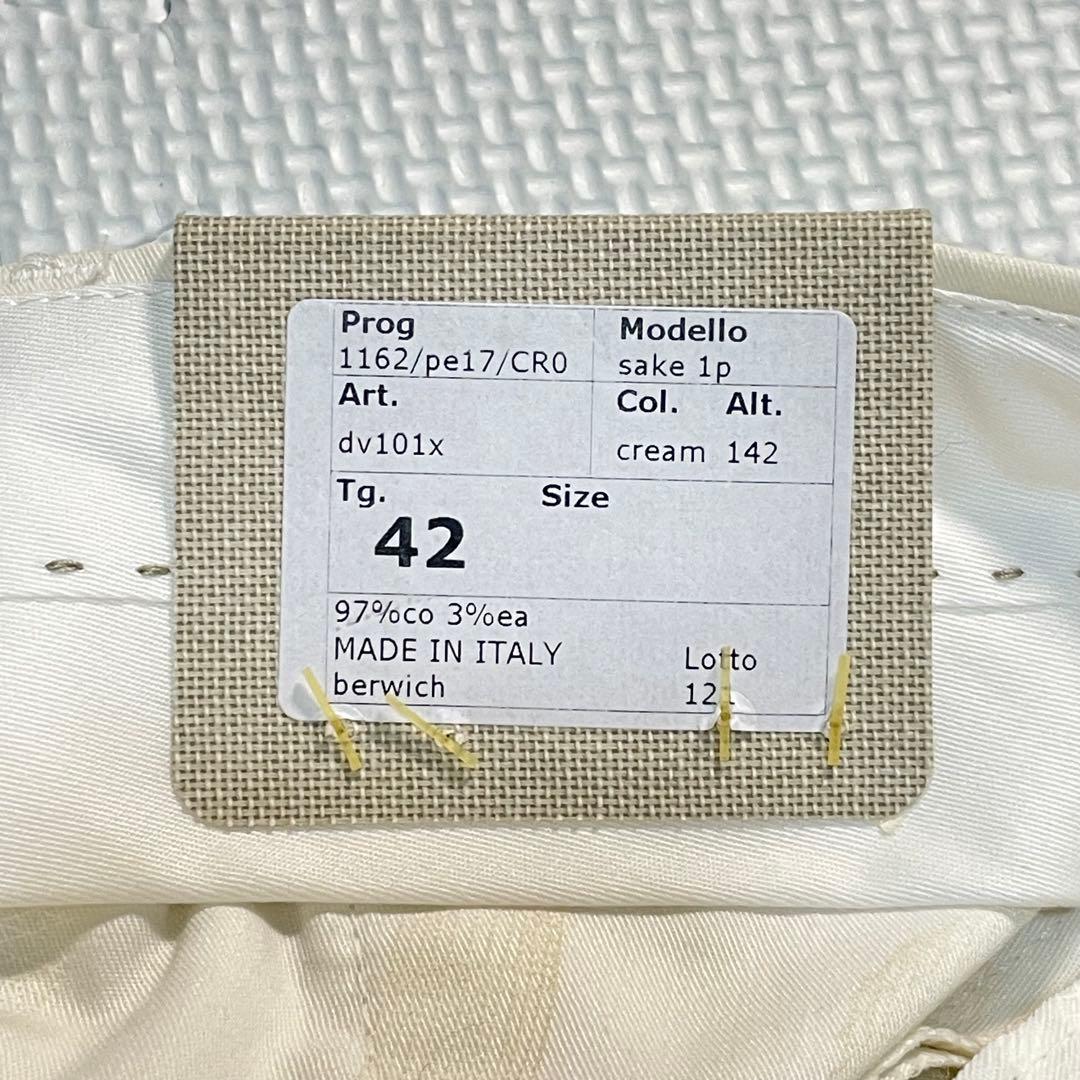 Prog Modello
1162/pe17/CR0 sake 1p
Art. Col. Alt.
dv101x cream 142
Tg. Size
42
97%co 3%ea
MADE IN ITALY Lotto
berwich